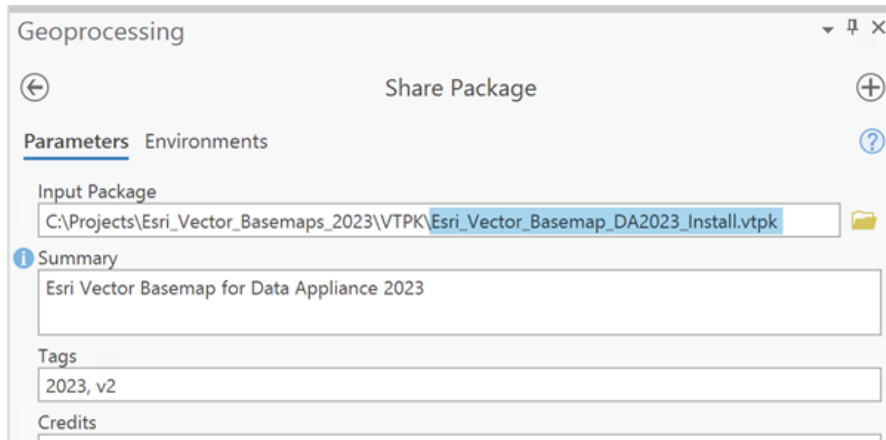 Geoprocessing
Share Package
Parameters Environments
Input Package
C:\Projects\Esri_Vector_Basemaps_2023\VTPK\Esri_Vector_Basemap_DA2023_Install.vtpk
Summary
Esri Vector Basemap for Data Appliance 2023
Tags
2023, v2
Credits